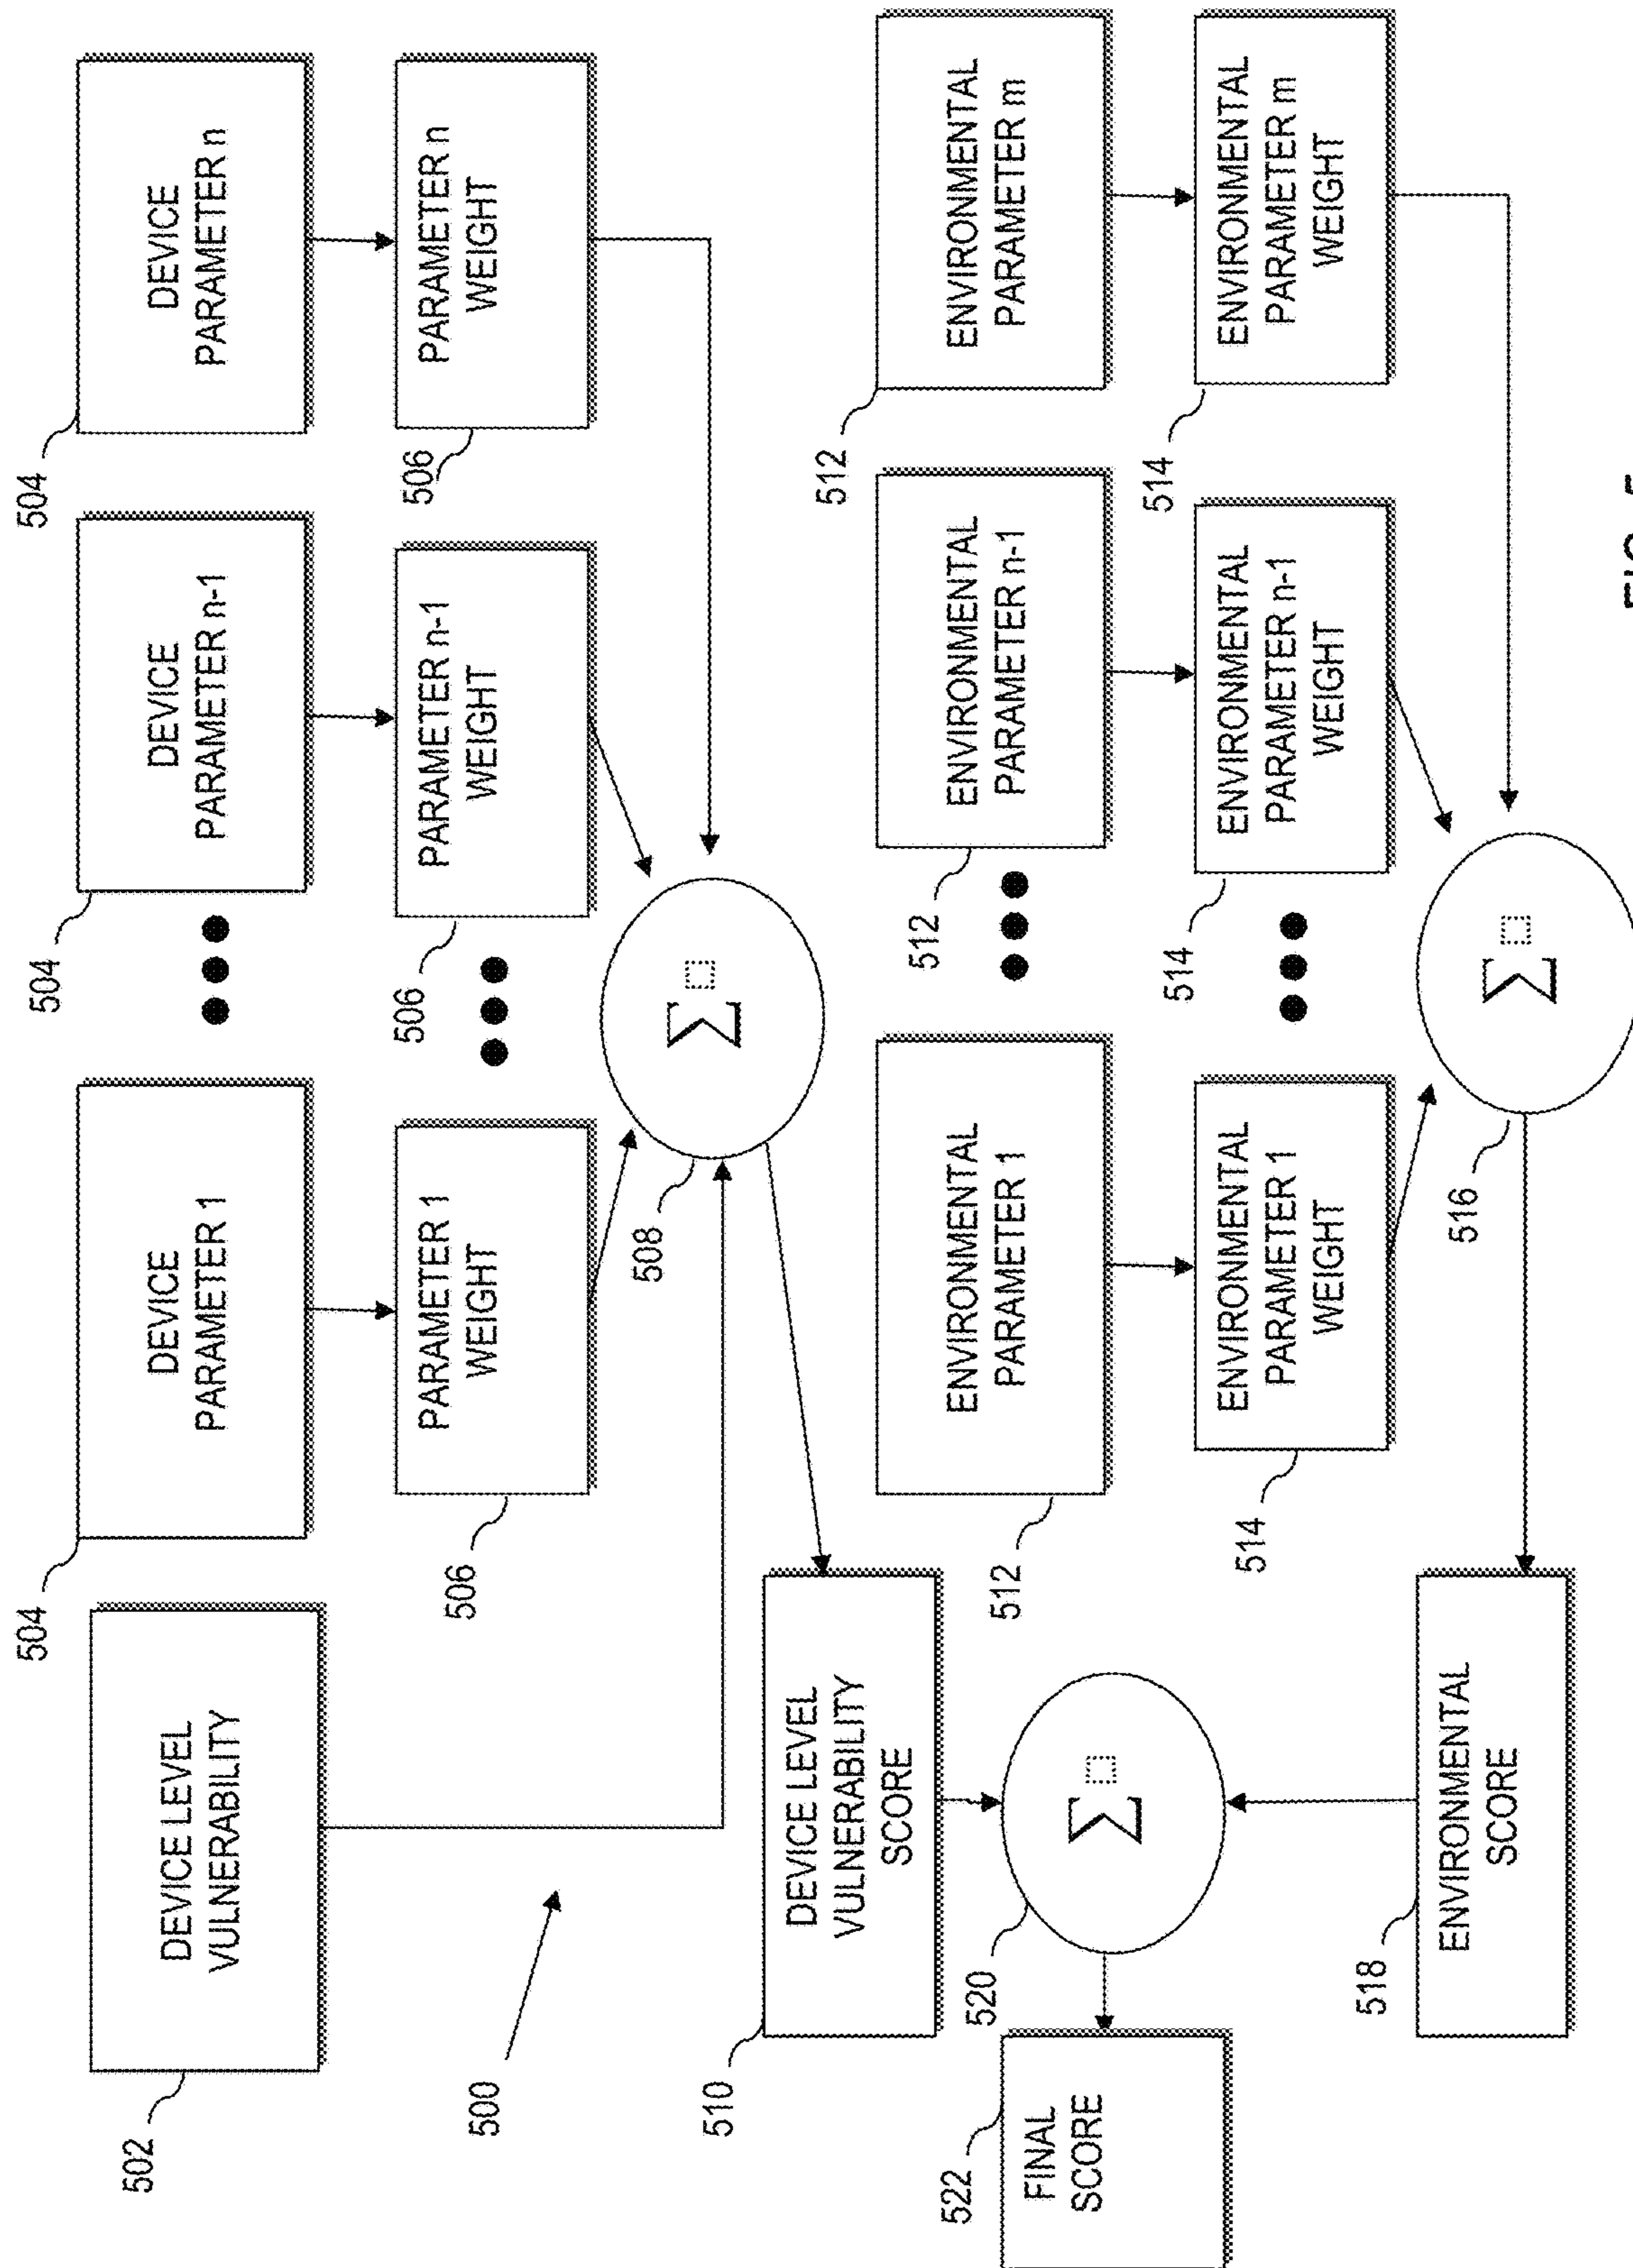 502
DEVICE LEVEL
VULNERABILITY
504
DEVICE
PARAMETER 1
504
DEVICE
PARAMETER n-1
504
DEVICE
PARAMETER n
506
PARAMETER 1
WEIGHT
506
PARAMETER n-1
WEIGHT
506
PARAMETER n
WEIGHT
500
508
Σ
510
DEVICE LEVEL
VULNERABILITY
SCORE
512
ENVIRONMENTAL
PARAMETER 1
512
ENVIRONMENTAL
PARAMETER n-1
512
ENVIRONMENTAL
PARAMETER m
514
ENVIRONMENTAL
PARAMETER 1
WEIGHT
514
ENVIRONMENTAL
PARAMETER n-1
WEIGHT
514
ENVIRONMENTAL
PARAMETER m
WEIGHT
522
FINAL
SCORE
520
Σ
516
Σ
518
ENVIRONMENTAL
SCORE